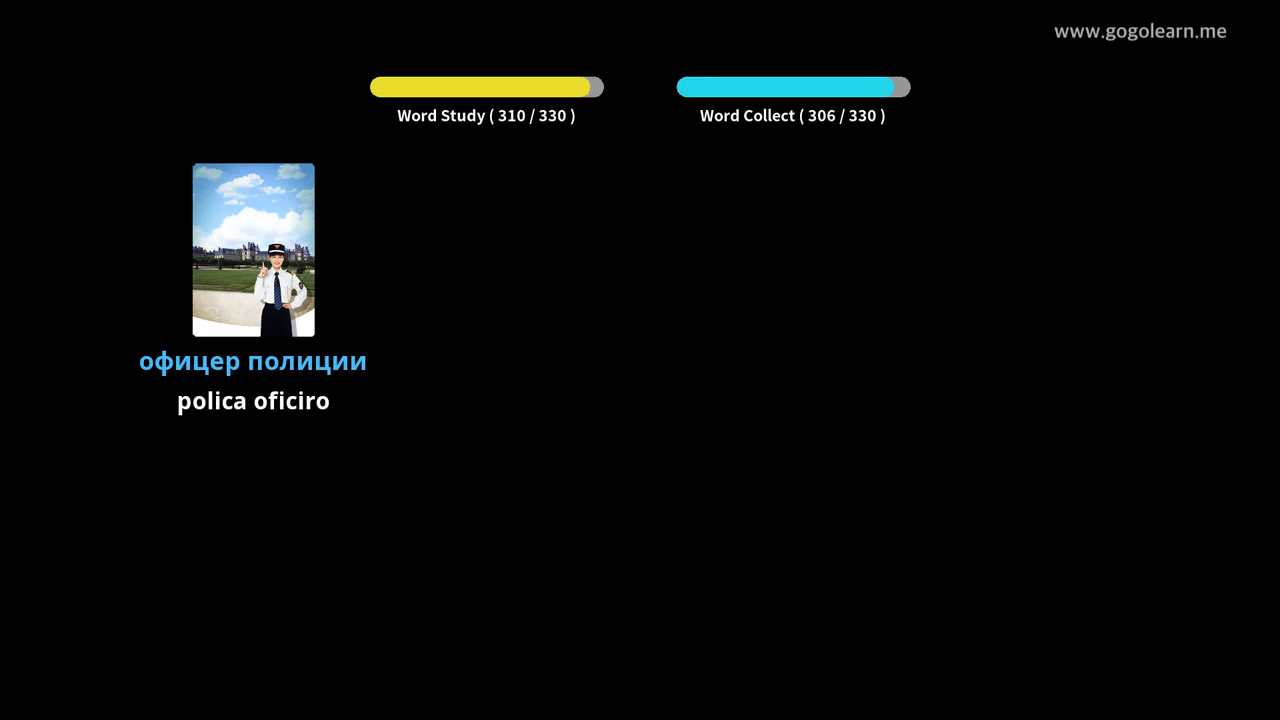 www.gogolearn.me
Word Study ( 310 / 330 )
Word Collect ( 306 / 330 )
офицер полиции
polica oficiro